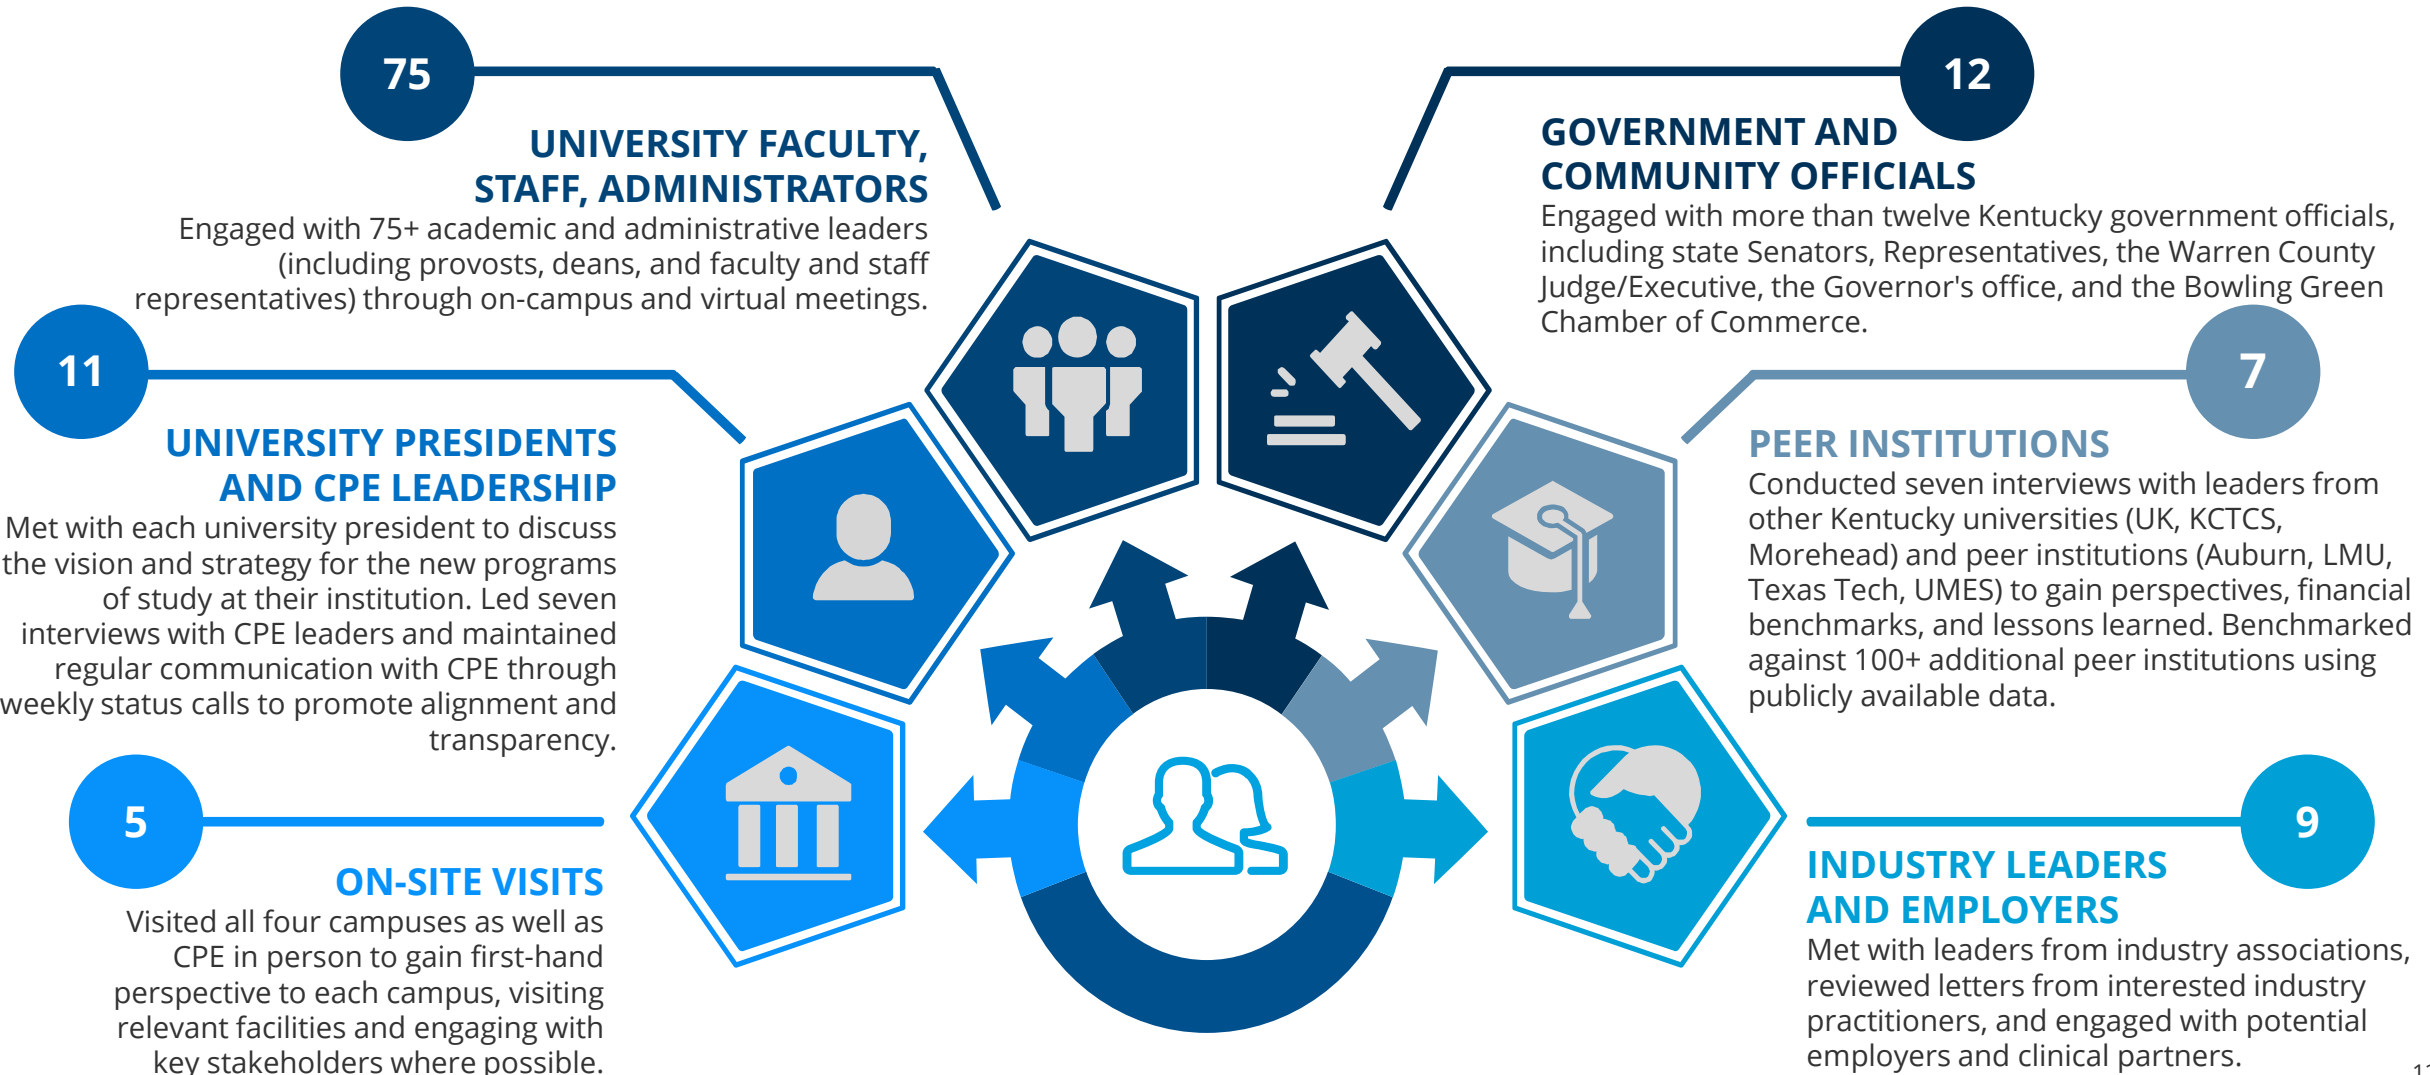 75
UNIVERSITY FACULTY,
STAFF, ADMINISTRATORS
Engaged with 75+ academic and administrative leaders
(including provosts, deans, and faculty and staff
representatives) through on-campus and virtual meetings.
11
UNIVERSITY PRESIDENTS
AND CPE LEADERSHIP
Met with each university president to discuss
the vision and strategy for the new programs
of study at their institution. Led seven
interviews with CPE leaders and maintained
regular communication with CPE through
weekly status calls to promote alignment and
transparency.
5
ON-SITE VISITS
Visited all four campuses as well as
CPE in person to gain first-hand
perspective to each campus, visiting
relevant facilities and engaging with
key stakeholders where possible.
12
GOVERNMENT AND
COMMUNITY OFFICIALS
Engaged with more than twelve Kentucky government officials,
including state Senators, Representatives, the Warren County
Judge/Executive, the Governor's office, and the Bowling Green
Chamber of Commerce.
7
PEER INSTITUTIONS
Conducted seven interviews with leaders from
other Kentucky universities (UK, KCTCS,
Morehead) and peer institutions (Auburn, LMU,
Texas Tech, UMES) to gain perspectives, financial
benchmarks, and lessons learned. Benchmarked
against 100+ additional peer institutions using
publicly available data.
9
INDUSTRY LEADERS
AND EMPLOYERS
Met with leaders from industry associations,
reviewed letters from interested industry
practitioners, and engaged with potential
employers and clinical partners.